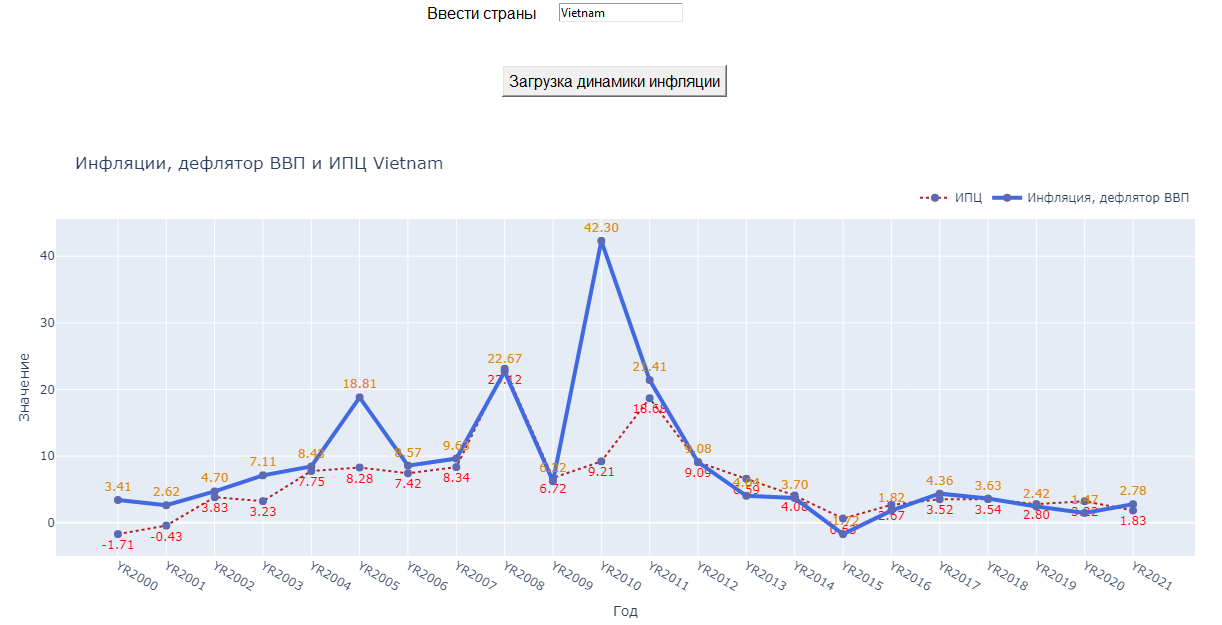 Ввести страны Vietnam
Загрузка динамики инфляции
Инфляции, дефлятор ВВП и ИПЦ Vietnam
ИПЦ Инфляция, дефлятор ВВП
Значение
40
30
20
10
0
3.41 2.62 4.70 7.11 18.81 8.57 22.67 42.30 21.41 9.08 3.70 1.82 4.36 3.63 2.42 1.47 2.78
-1.71 -0.43 3.83 3.23 7.75 8.28 7.42 8.34 6.72 9.21 18.68 9.09 3.52 3.54 2.80 1.83
YR2000 YR2001 YR2002 YR2003 YR2004 YR2005 YR2006 YR2007 YR2008 YR2009 YR2010 YR2011 YR2012 YR2013 YR2014 YR2015 YR2016 YR2017 YR2018 YR2019 YR2020 YR2021
Год